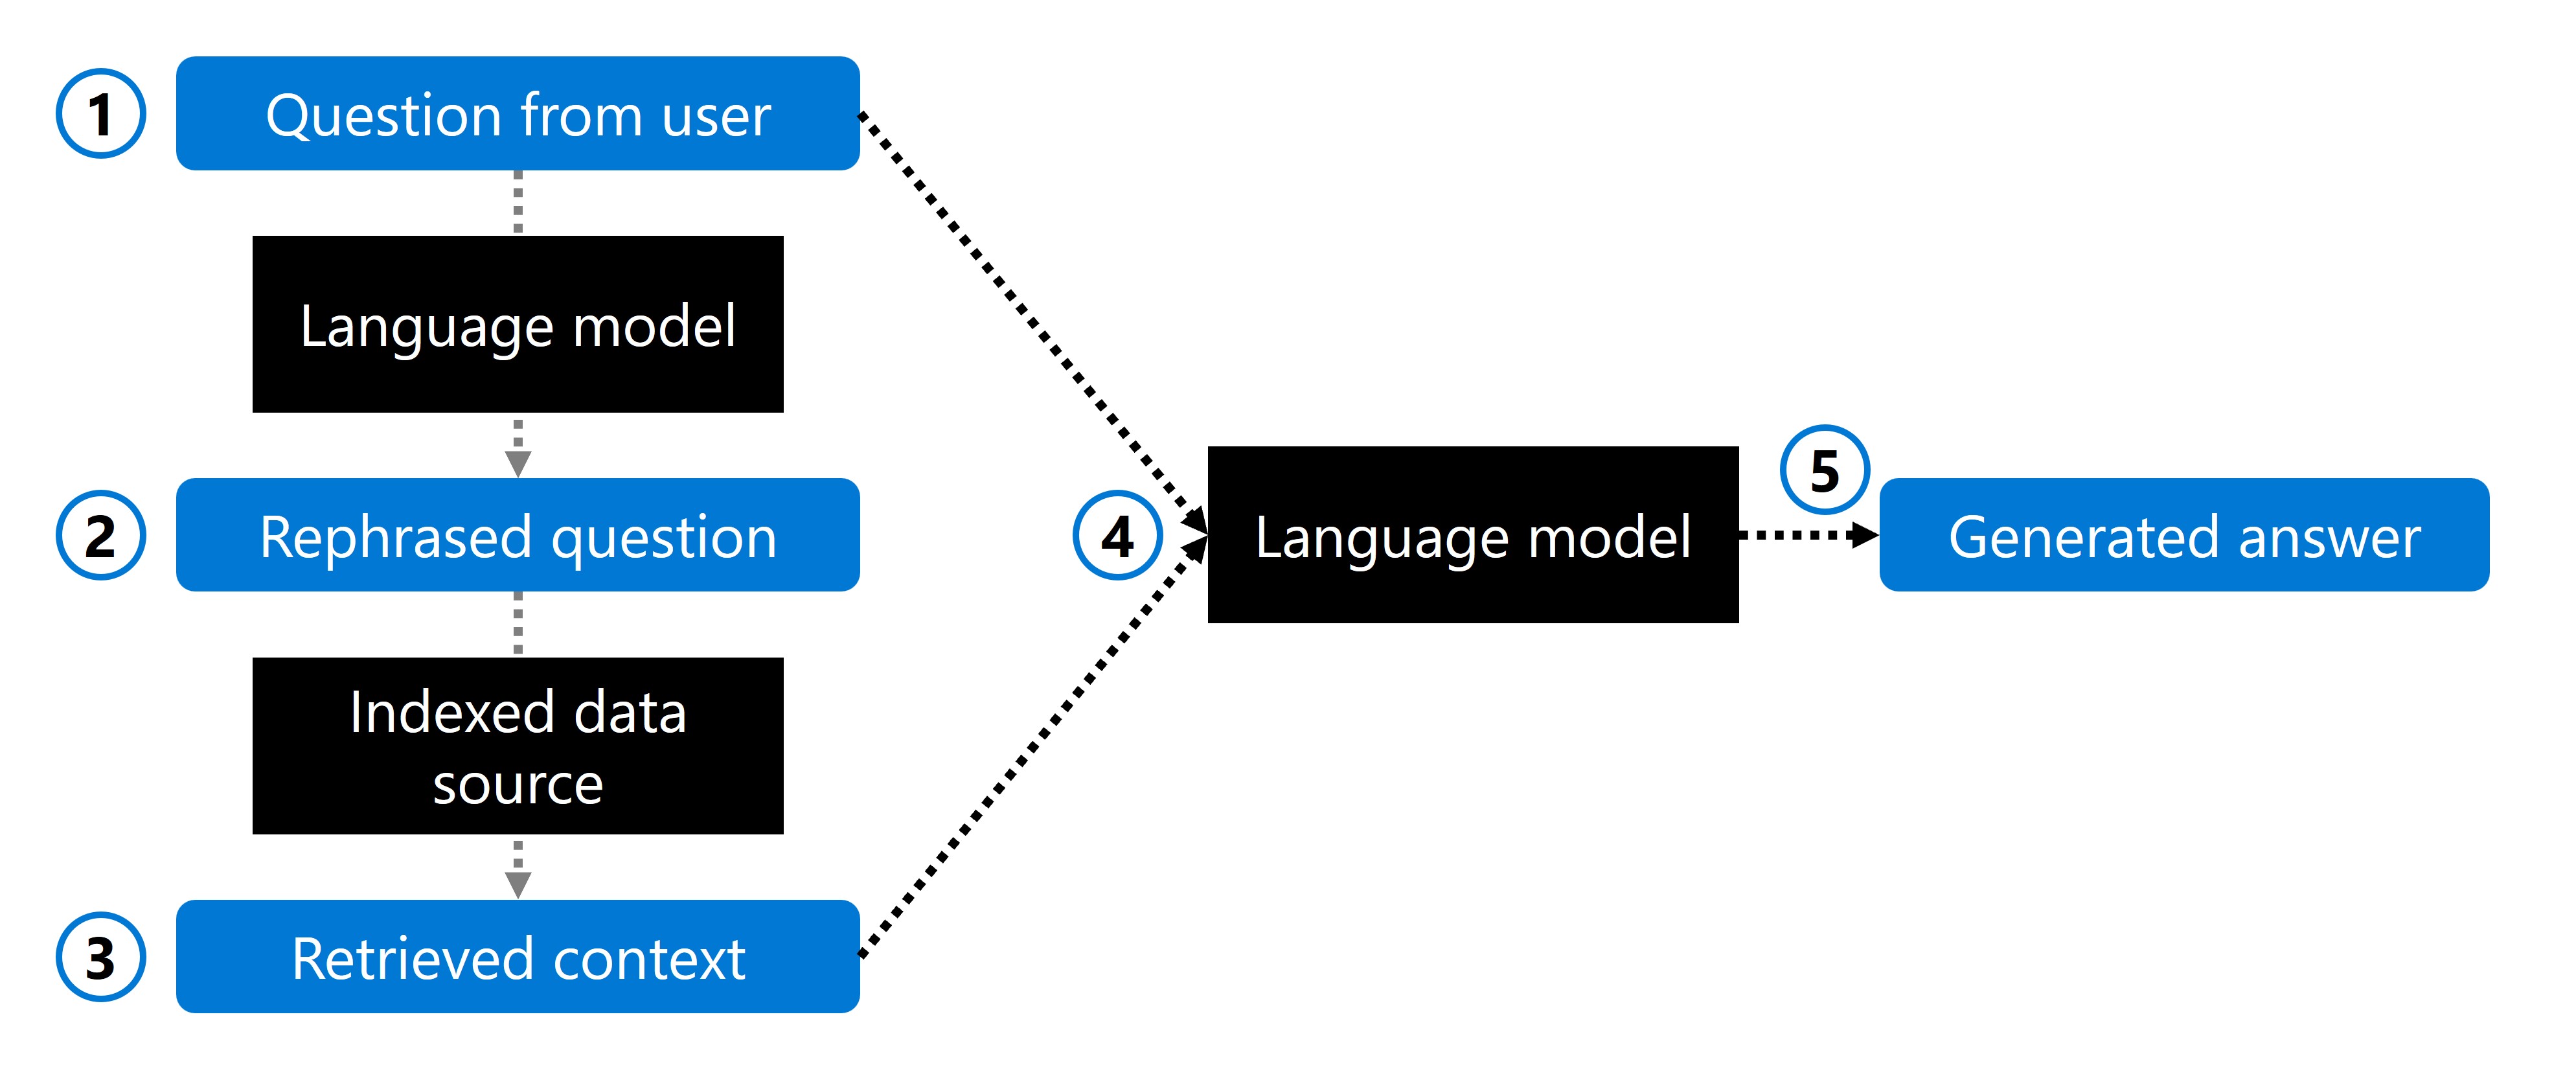 1
Question from user
Language model
2
Rephrased question
Indexed data
source
3
Retrieved context
4
Language model
5
Generated answer